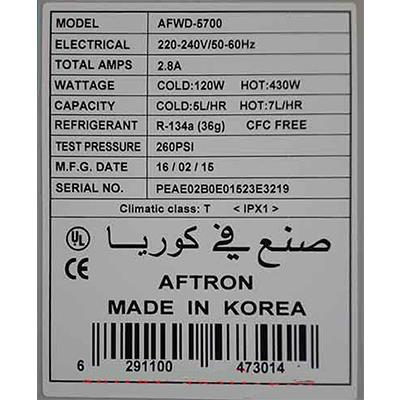 MODEL AFWD-5700
ELECTRICAL 220-240V/50-60Hz
TOTAL AMPS 2.8A
WATTAGE COLD:120W HOT:430W
CAPACITY COLD:5L/HR HOT:7L/HR
REFRIGERANT R-134a (36g) CFC FREE
TEST PRESSURE 260PSI
M.F.G. DATE 16 / 02 / 15
SERIAL NO. PEAE02B0E01523E3219
Climatic class: T < IPX1 >
UL صنع في كوريا
CE AFTRON
MADE IN KOREA
6 291100 473014